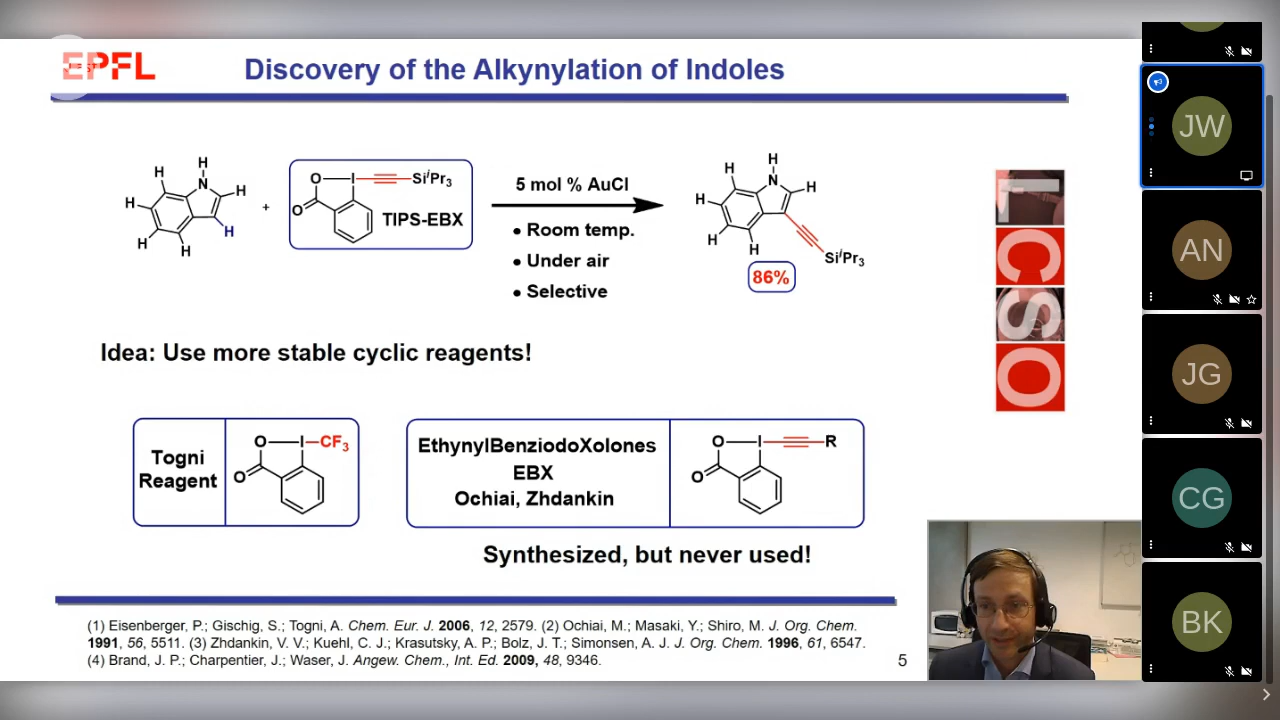 EPFL
Discovery of the Alkynylation of Indoles
H
H
H
H
H
H
N
H
+
O
I
SiⁱPr₃
O
TIPS-EBX
5 mol % AuCl
• Room temp.
• Under air
• Selective
H
H
N
H
H
H
H
SiⁱPr₃
86%
L
C
S
O
Idea: Use more stable cyclic reagents!
Togni
Reagent
O
I
CF₃
O
EthynylBenziodoXolones
EBX
Ochiai, Zhdankin
O
I
R
O
Synthesized, but never used!
(1) Eisenberger, P.; Gischig, S.; Togni, A. Chem. Eur. J. 2006, 12, 2579. (2) Ochiai, M.; Masaki, Y.; Shiro, M. J. Org. Chem.
1991, 56, 5511. (3) Zhdankin, V. V.; Kuehl, C. J.; Krasutsky, A. P.; Bolz, J. T.; Simonsen, A. J. J. Org. Chem. 1996, 61, 6547.
(4) Brand, J. P.; Charpentier, J.; Waser, J. Angew. Chem., Int. Ed. 2009, 48, 9346.
5
JW
AN
JG
CG
BK